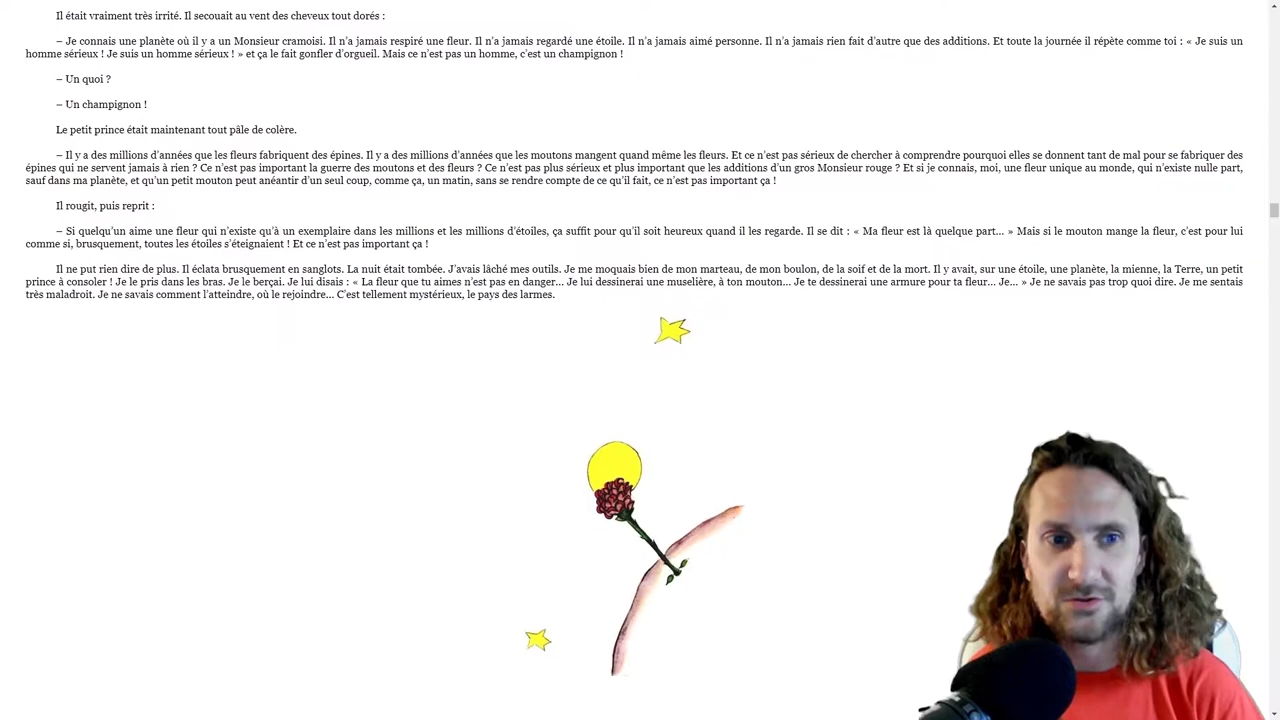 Il était vraiment très irrité. Il secouait au vent des cheveux tout dorés :
– Je connais une planète où il y a un Monsieur cramoisi. Il n'a jamais respiré une fleur. Il n'a jamais regardé une étoile. Il n'a jamais aimé personne. Il n'a jamais rien fait d'autre que des additions. Et toute la journée il répète comme toi : « Je suis un
homme sérieux ! Je suis un homme sérieux ! » et ça le fait gonfler d'orgueil. Mais ce n'est pas un homme, c'est un champignon !
– Un quoi ?
– Un champignon !
Le petit prince était maintenant tout pâle de colère.
– Il y a des millions d'années que les fleurs fabriquent des épines. Il y a des millions d'années que les moutons mangent quand même les fleurs. Et ce n'est pas sérieux de chercher à comprendre pourquoi elles se donnent tant de mal pour se fabriquer des
épines qui ne servent jamais à rien ? Ce n'est pas important la guerre des moutons et des fleurs ? Ce n'est pas plus sérieux et plus important que les additions d'un gros Monsieur rouge ? Et si je connais, moi, une fleur unique au monde, qui n'existe nulle part,
sauf dans ma planète, et qu'un petit mouton peut anéantir d'un seul coup, comme ça, un matin, sans se rendre compte de ce qu'il fait, ce n'est pas important ça !
Il rougit, puis reprit :
– Si quelqu'un aime une fleur qui n'existe qu'à un exemplaire dans les millions et les millions d'étoiles, ça suffit pour qu'il soit heureux quand il les regarde. Il se dit : « Ma fleur est là quelque part... » Mais si le mouton mange la fleur, c'est pour lui
comme si, brusquement, toutes les étoiles s'éteignaient ! Et ce n'est pas important ça !
Il ne put rien dire de plus. Il éclata brusquement en sanglots. La nuit était tombée. J'avais lâché mes outils. Je me moquais bien de mon marteau, de mon boulon, de la soif et de la mort. Il y avait, sur une étoile, une planète, la mienne, la Terre, un petit
prince à consoler ! Je le pris dans les bras. Je le berçai. Je lui disais : « La fleur que tu aimes n'est pas en danger... Je lui dessinerai une muselière, à ton mouton... Je te dessinerai une armure pour ta fleur... Je... » Je ne savais pas trop quoi dire. Je me sentais
très maladroit. Je ne savais comment l'atteindre, où le rejoindre... C'est tellement mystérieux, le pays des larmes.